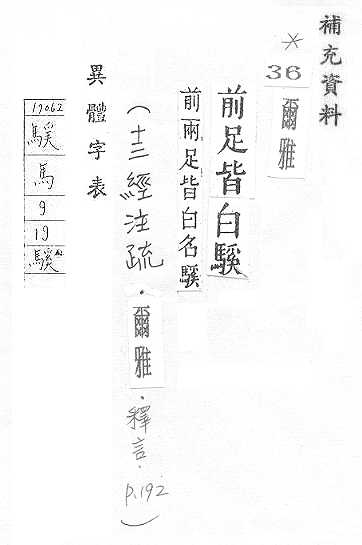 補充資料
＊
36
爾雅
前足皆白騱
前兩足皆白名騱
（十三經注疏．爾雅．釋言．P.192）
異體字表
19062
騱
馬
9
19
騱